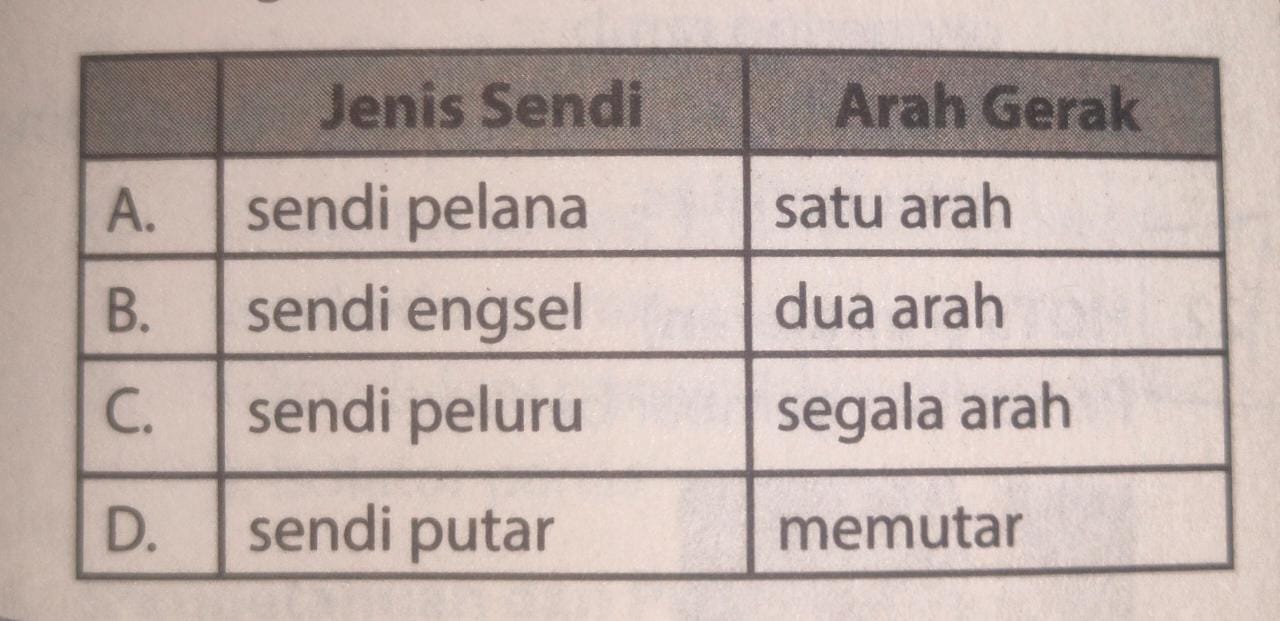 Jenis Sendi Arah Gerak
A. sendi pelana satu arah
B. sendi engsel dua arah
C. sendi peluru segala arah
D. sendi putar memutar